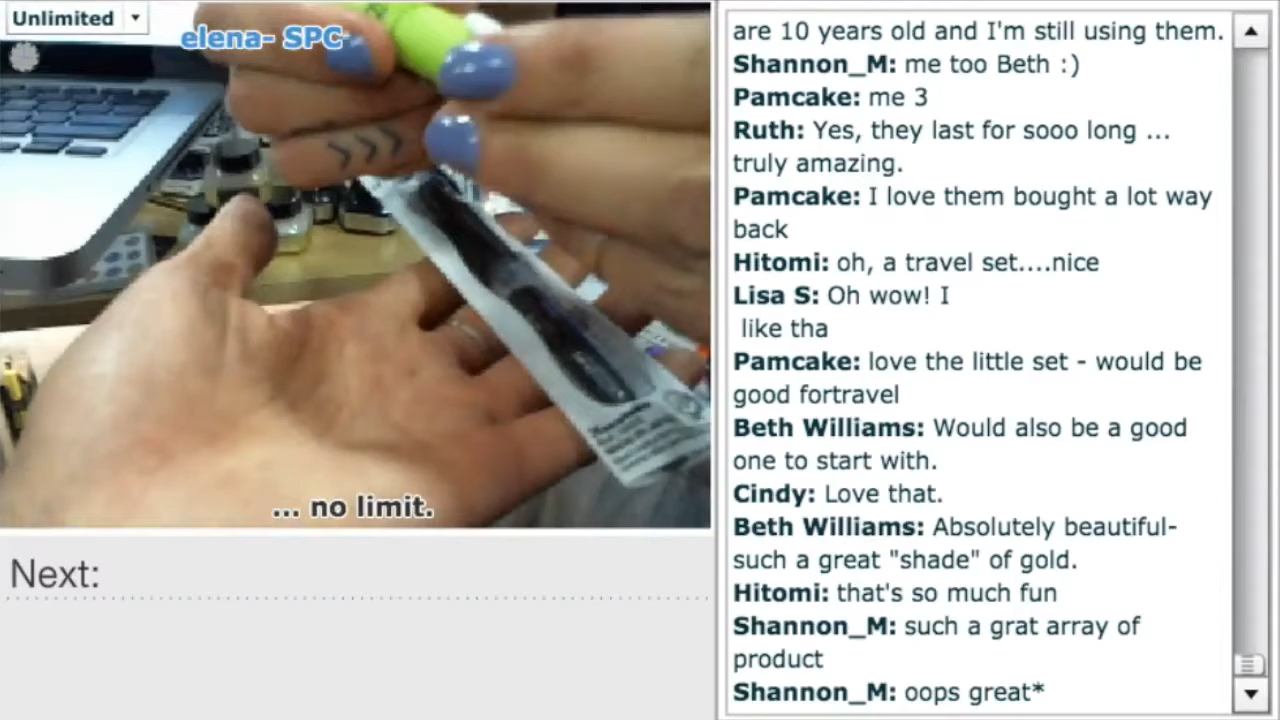 Unlimited
elena- SPC
... no limit.
Next:
are 10 years old and I'm still using them.
Shannon_M: me too Beth :)
Pamcake: me 3
Ruth: Yes, they last for sooo long ...
truly amazing.
Pamcake: I love them bought a lot way
back
Hitomi: oh, a travel set....nice
Lisa S: Oh wow! I
like tha
Pamcake: love the little set - would be
good fortravel
Beth Williams: Would also be a good
one to start with.
Cindy: Love that.
Beth Williams: Absolutely beautiful-
such a great "shade" of gold.
Hitomi: that's so much fun
Shannon_M: such a grat array of
product
Shannon_M: oops great*